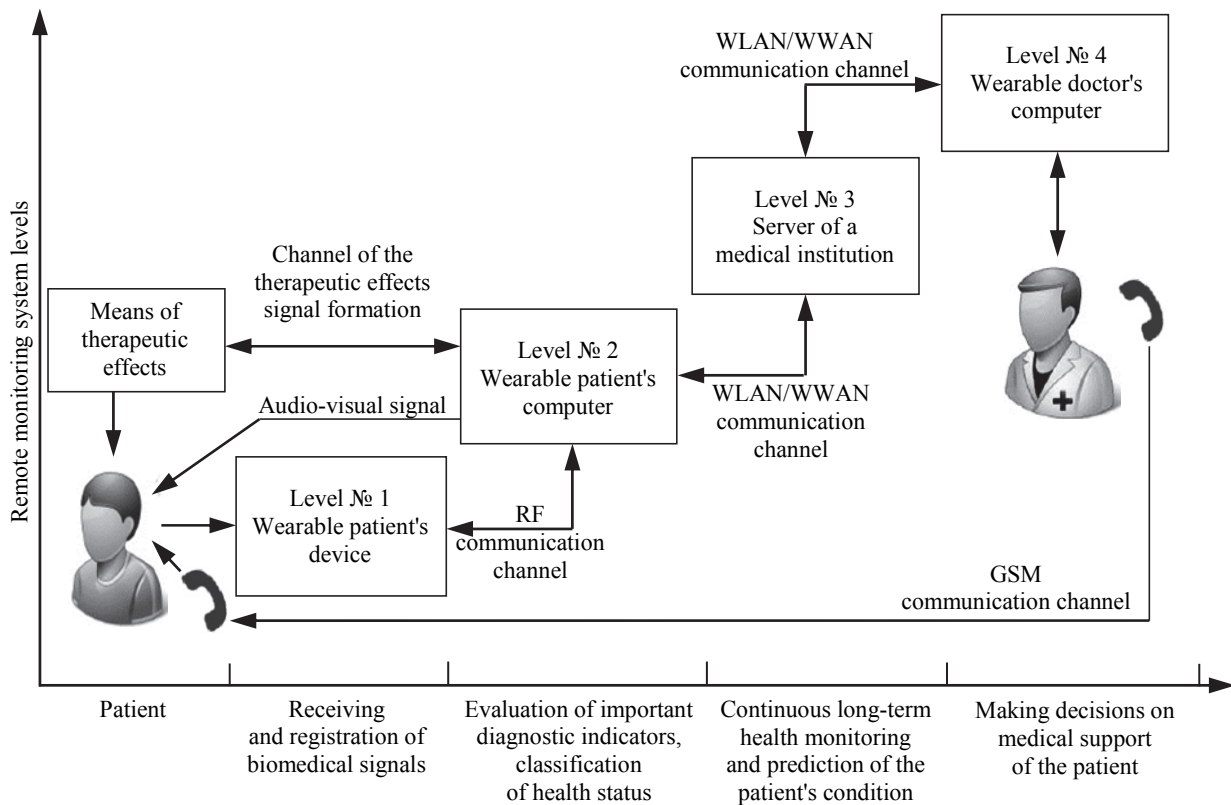 Remote monitoring system levels
WLAN/WWAN
communication channel
Level № 4
Wearable doctor's
computer
Level № 3
Server of a
medical institution
Channel of the
therapeutic effects
signal formation
Means of
therapeutic
effects
Level № 2
Wearable patient's
computer
WLAN/WWAN
communication
channel
Audio-visual signal
Level № 1
Wearable patient's
device
RF
communication
channel
GSM
communication channel
Patient
Receiving
and registration of
biomedical signals
Evaluation of important
diagnostic indicators,
classification
of health status
Continuous long-term
health monitoring
and prediction of the
patient's condition
Making decisions on
medical support
of the patient